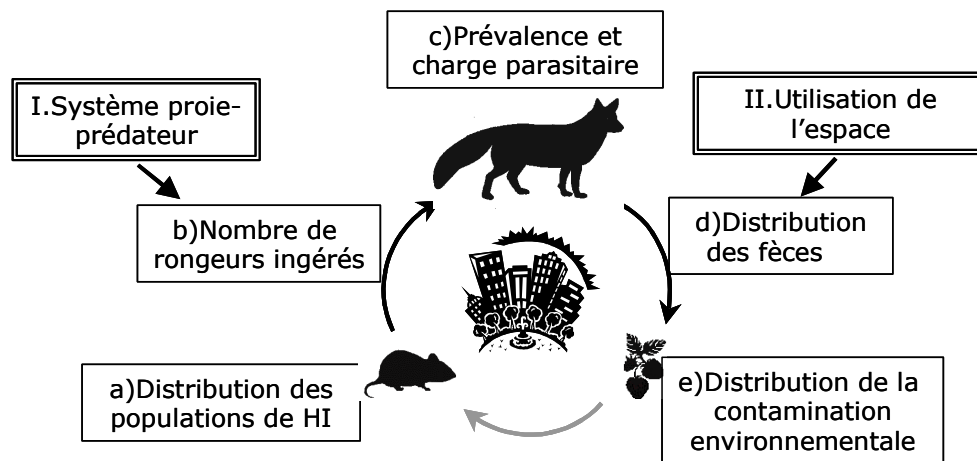 c)Prévalence et
charge parasitaire
I.Système proie-
prédateur
II.Utilisation de
l'espace
b)Nombre de
rongeurs ingérés
d)Distribution
des fèces
a)Distribution des
populations de HI
e)Distribution de la
contamination
environnementale